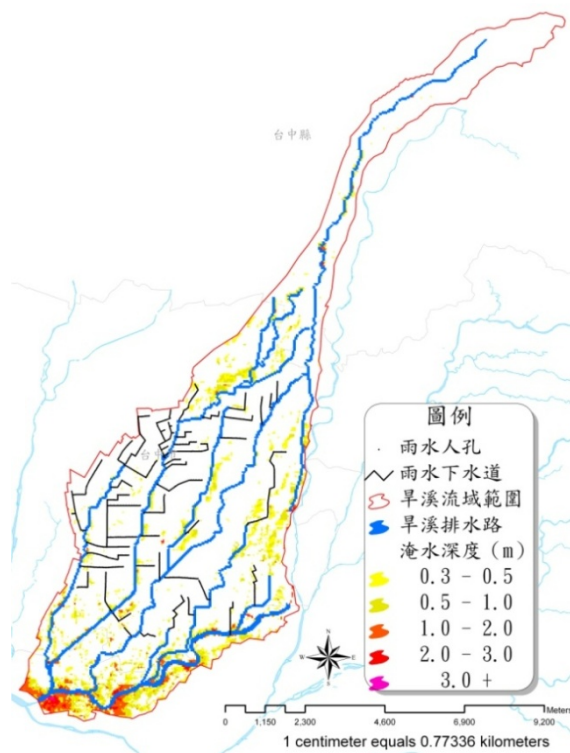 台中縣
台中縣
圖例
雨水人孔
雨水下水道
旱溪流域範圍
旱溪排水路
淹水深度(m)
0.3 - 0.5
0.5 - 1.0
1.0 - 2.0
2.0 - 3.0
3.0 +
N
W E
S
Meters
0 1,150 2,300 4,600 6,900 9,200
1 centimeter equals 0.77336 kilometers